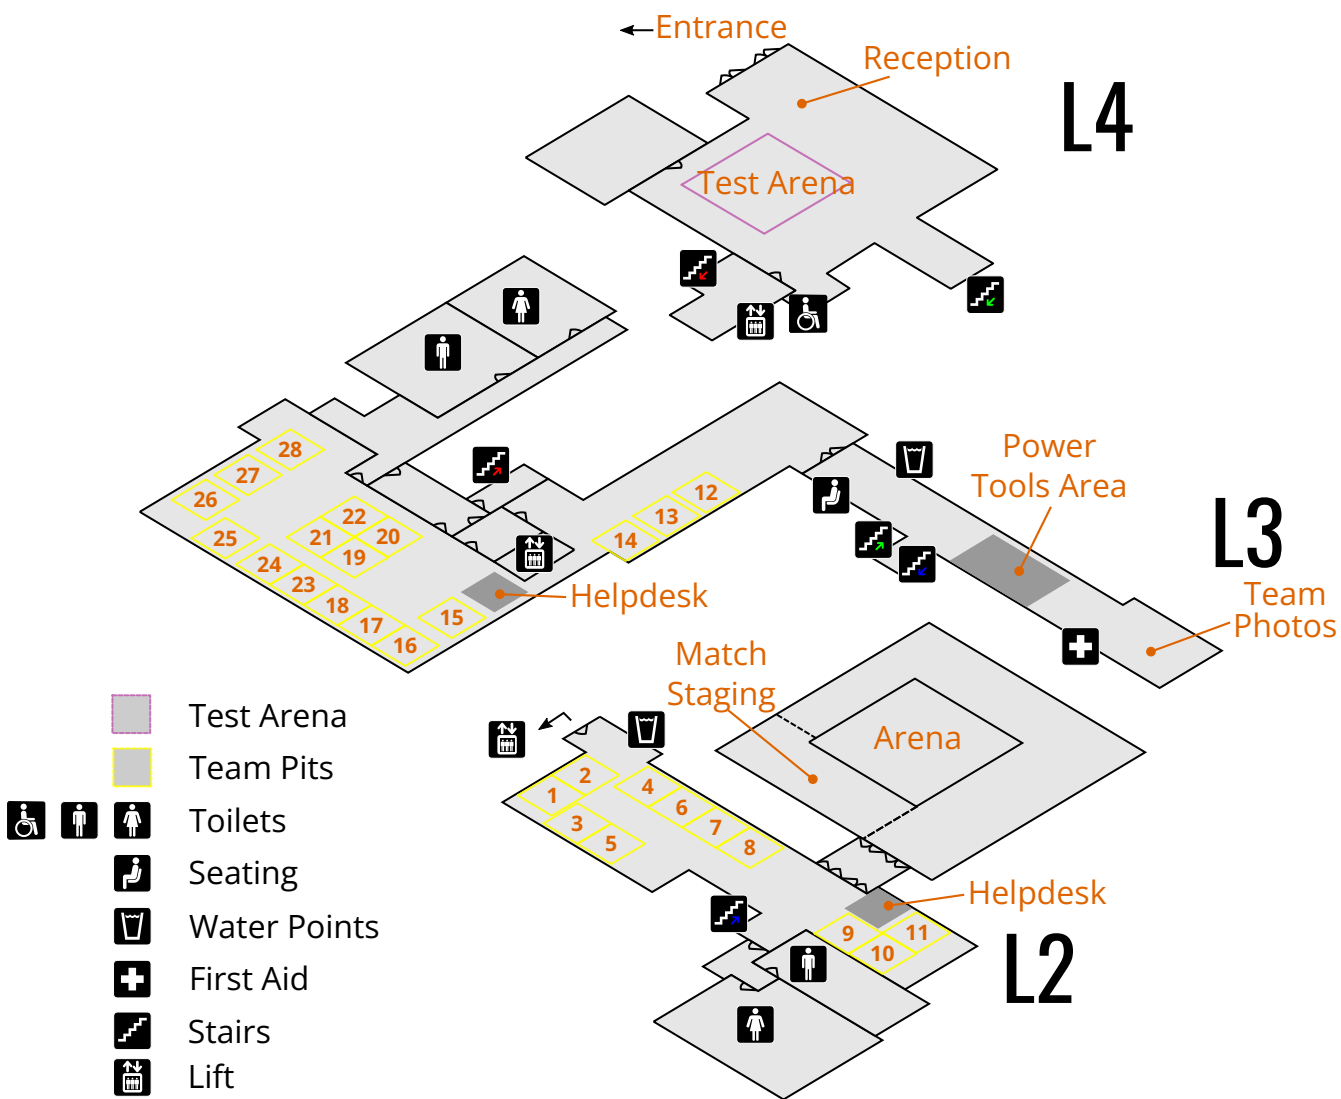 Entrance
Reception
L4
Test Arena
28
27
26
25
22
21
20
19
24
23
18
17
16
15
12
13
14
Helpdesk
Power
Tools Area
L3
Team
Photos
Match
Staging
Arena
2
1
3
5
4
6
7
8
Helpdesk
9
11
10
L2
Test Arena
Team Pits
Toilets
Seating
Water Points
First Aid
Stairs
Lift